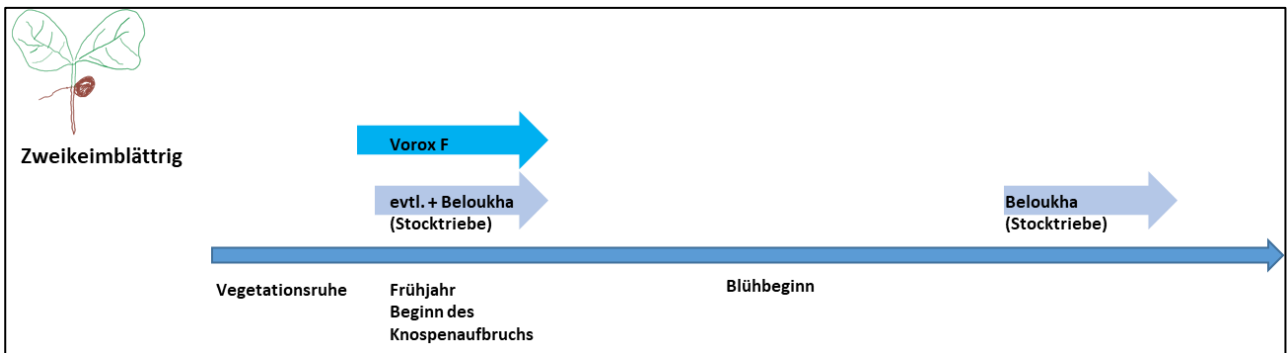 Zweikeimblättrig
Vorox F
evtl. + Beloukha
(Stocktriebe)
Beloukha
(Stocktriebe)
Vegetationsruhe
Frühjahr
Beginn des
Knospenaufbruchs
Blühbeginn